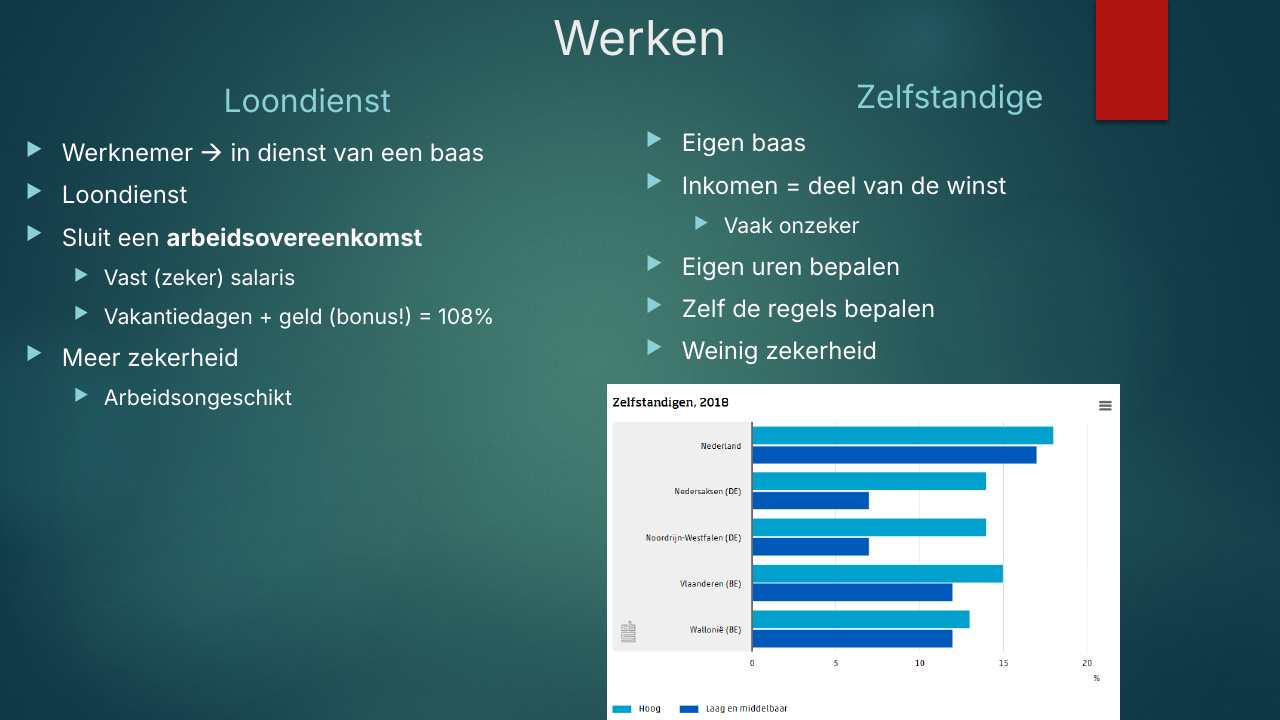 Werken
Loondienst
Werknemer → in dienst van een baas
Loondienst
Sluit een arbeidsovereenkomst
Vast (zeker) salaris
Vakantiedagen + geld (bonus!) = 108%
Meer zekerheid
Arbeidsongeschikt
Zelfstandige
Eigen baas
Inkomen = deel van de winst
Vaak onzeker
Eigen uren bepalen
Zelf de regels bepalen
Weinig zekerheid
Zelfstandigen, 2018
Nederland
Nedersaksen (DE)
Noordrijn-Westfalen (DE)
Vlaanderen (BE)
Wallonië (BE)
0 5 10 15 20
%
Hoog Laag en middelbaar